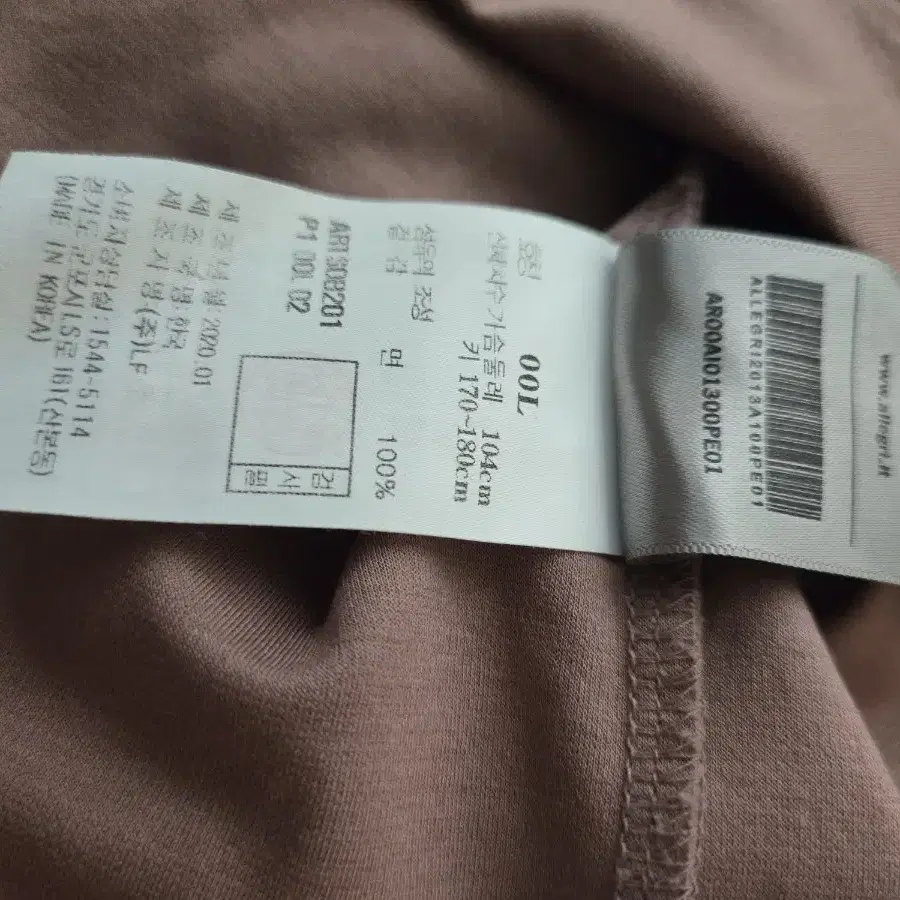 www.allegri.it
ALLEGRI2013A100PE01
AR00AI01300PE01
호칭 00L
신체치수 가슴둘레 104cm
키 170~180cm
섬유의 조성
겉감 면 100%
P1 00L 02
검사필
제조년월:2020.01
제조국명:한국
제조사명:(주)LF
소비자상담실:1544-5114
경기도 군포시 LS로 161(산본동)
(MADE IN KOREA)